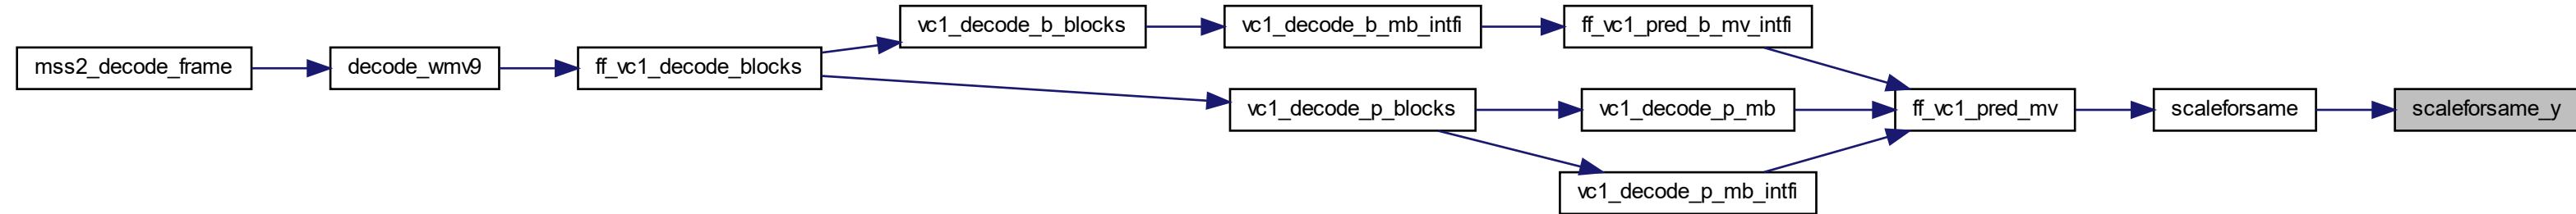 mss2_decode_frame
decode_wmv9
ff_vc1_decode_blocks
vc1_decode_b_blocks
vc1_decode_b_mb_intfi
ff_vc1_pred_b_mv_intfi
vc1_decode_p_blocks
vc1_decode_p_mb
vc1_decode_p_mb_intfi
ff_vc1_pred_mv
scaleforsame
scaleforsame_y